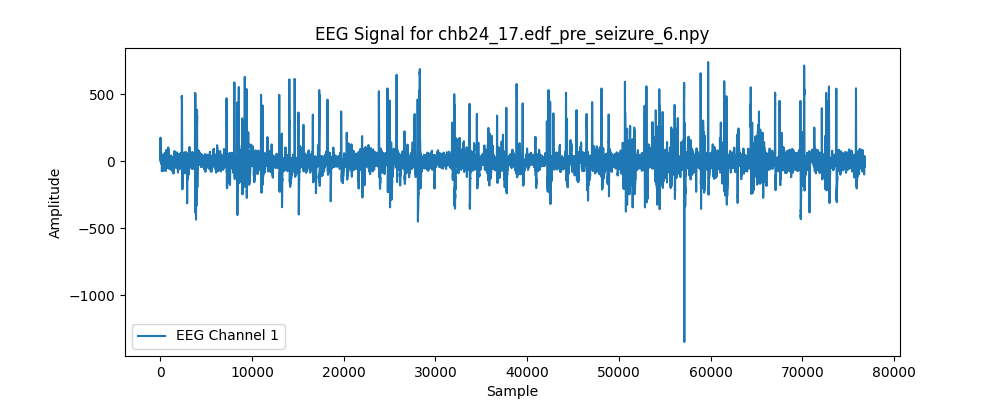 EEG Signal for chb24_17.edf_pre_seizure_6.npy
500
0
−500
−1000
Amplitude
EEG Channel 1
0 10000 20000 30000 40000 50000 60000 70000 80000
Sample